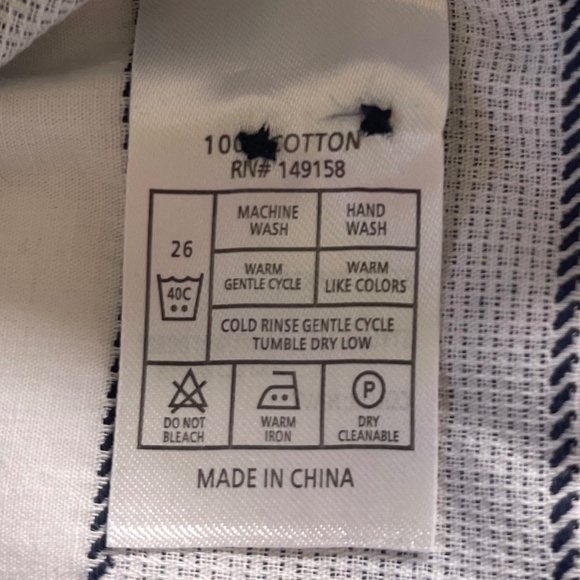 100% COTTON
RN# 149158
26
40C
MACHINE WASH
HAND WASH
WARM GENTLE CYCLE
WARM LIKE COLORS
COLD RINSE GENTLE CYCLE
TUMBLE DRY LOW
DO NOT BLEACH
WARM IRON
P
DRY CLEANABLE
MADE IN CHINA